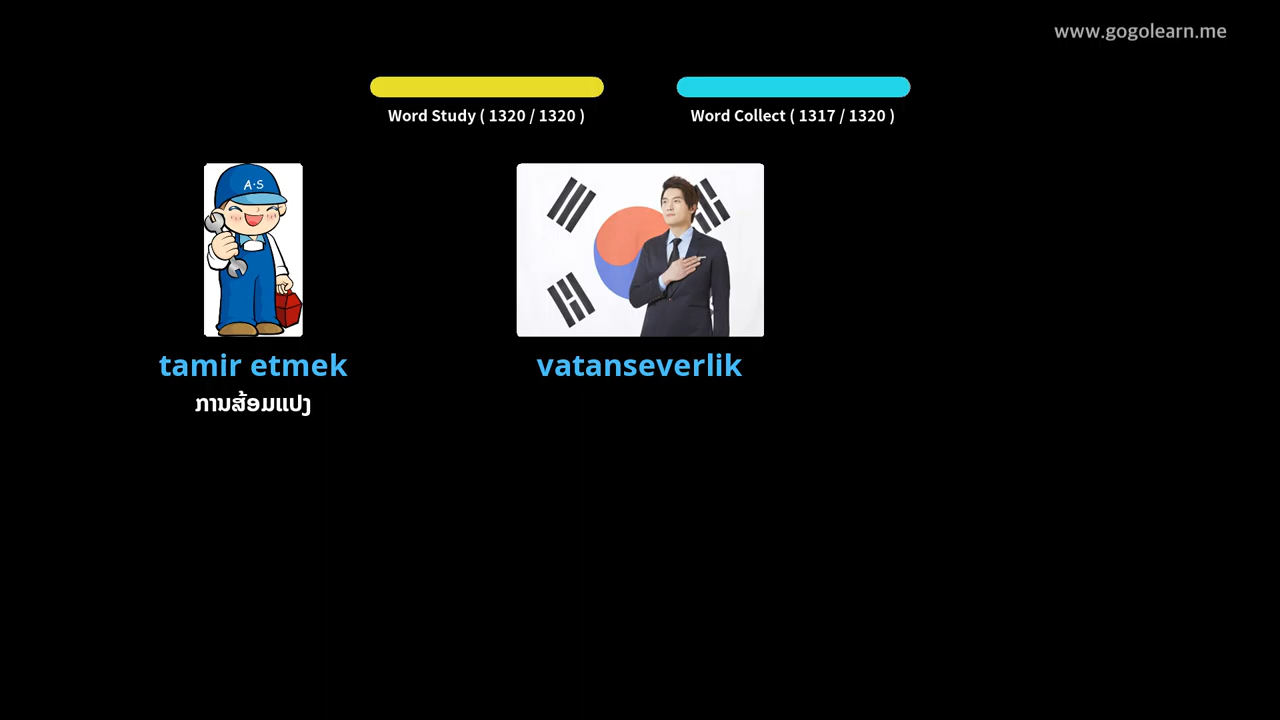 www.gogolearn.me
Word Study ( 1320 / 1320 )
Word Collect ( 1317 / 1320 )
A·S
tamir etmek
ການສ້ອມແປງ
vatanseverlik